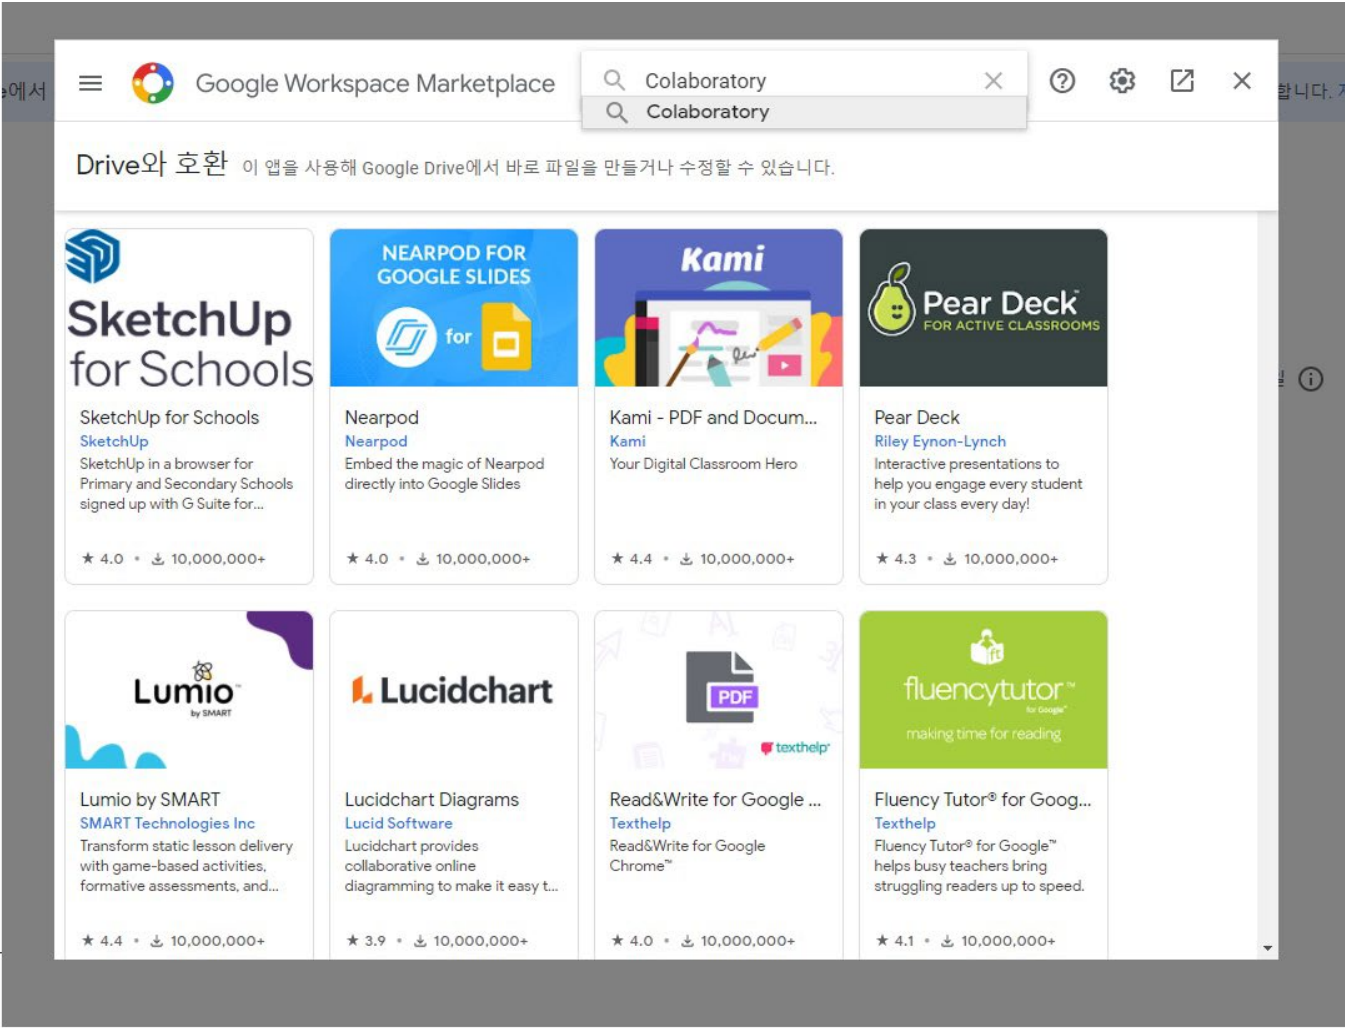 에서
Google Workspace Marketplace
Colaboratory
Colaboratory
합니다.
Drive와 호환 이 앱을 사용해 Google Drive에서 바로 파일을 만들거나 수정할 수 있습니다.
SketchUp
for Schools
SketchUp for Schools
SketchUp
SketchUp in a browser for
Primary and Secondary Schools
signed up with G Suite for...
★ 4.0 • 10,000,000+
NEARPOD FOR
GOOGLE SLIDES
for
Nearpod
Nearpod
Embed the magic of Nearpod
directly into Google Slides
★ 4.0 • 10,000,000+
Kami
Kami - PDF and Docum...
Kami
Your Digital Classroom Hero
★ 4.4 • 10,000,000+
Pear Deck™
FOR ACTIVE CLASSROOMS
Pear Deck
Riley Eynon-Lynch
Interactive presentations to
help you engage every student
in your class every day!
★ 4.3 • 10,000,000+
Lumio™
by SMART
Lumio by SMART
SMART Technologies Inc
Transform static lesson delivery
with game-based activities,
formative assessments, and...
★ 4.4 • 10,000,000+
Lucidchart
Lucidchart Diagrams
Lucid Software
Lucidchart provides
collaborative online
diagramming to make it easy t...
★ 3.9 • 10,000,000+
PDF
texthelp
Read&Write for Google ...
Texthelp
Read&Write for Google
Chrome™
★ 4.0 • 10,000,000+
ft
fluencytutor™
for Google™
making time for reading
Fluency Tutor® for Goog...
Texthelp
Fluency Tutor® for Google™
helps busy teachers bring
struggling readers up to speed.
★ 4.1 • 10,000,000+